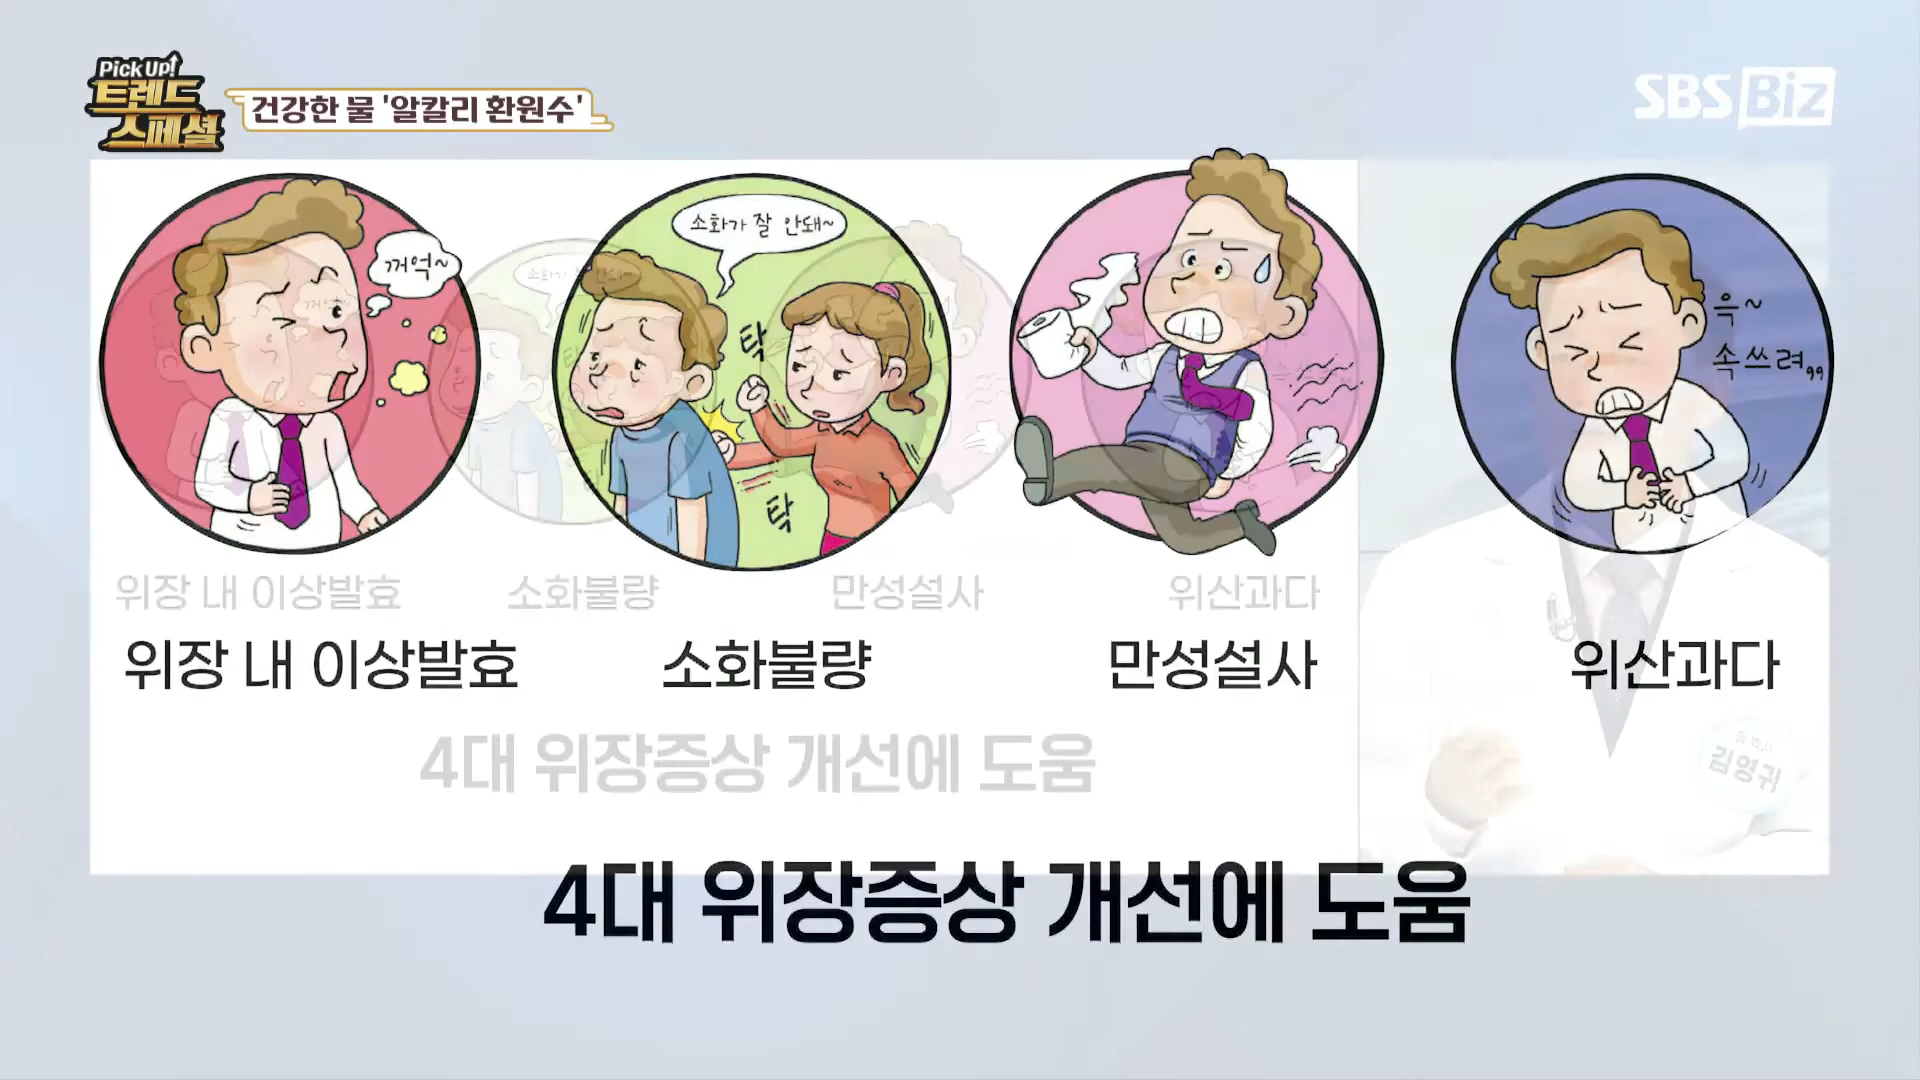 Pick Up!
트렌드
스페셜
건강한 물 '알칼리 환원수'
SBS Biz
꺼억~
소화가 잘 안돼~
탁
탁
윽~
속쓰려,,
위장 내 이상발효
소화불량
만성설사
위산과다
위장 내 이상발효
소화불량
만성설사
위산과다
4대 위장증상 개선에 도움
김영귀
4대 위장증상 개선에 도움